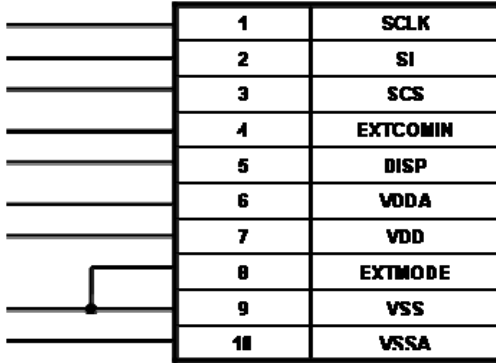 1 SCLK
2 SI
3 SCS
4 EXTCOMIN
5 DISP
6 VDDA
7 VDD
8 EXTMODE
9 VSS
10 VSSA